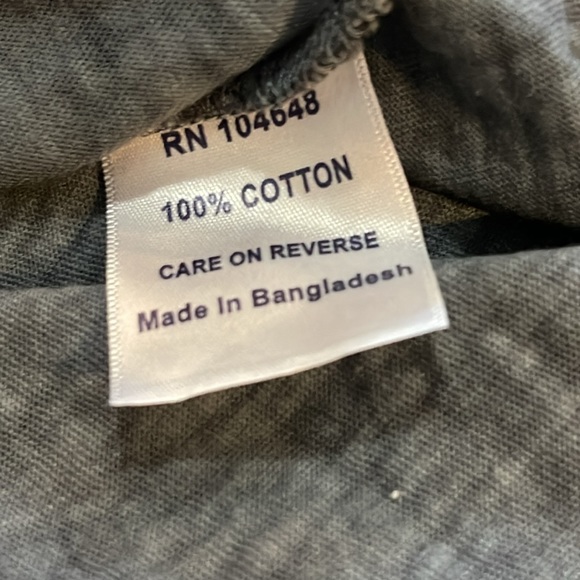 RN 104648
100% COTTON
CARE ON REVERSE
Made In Bangladesh